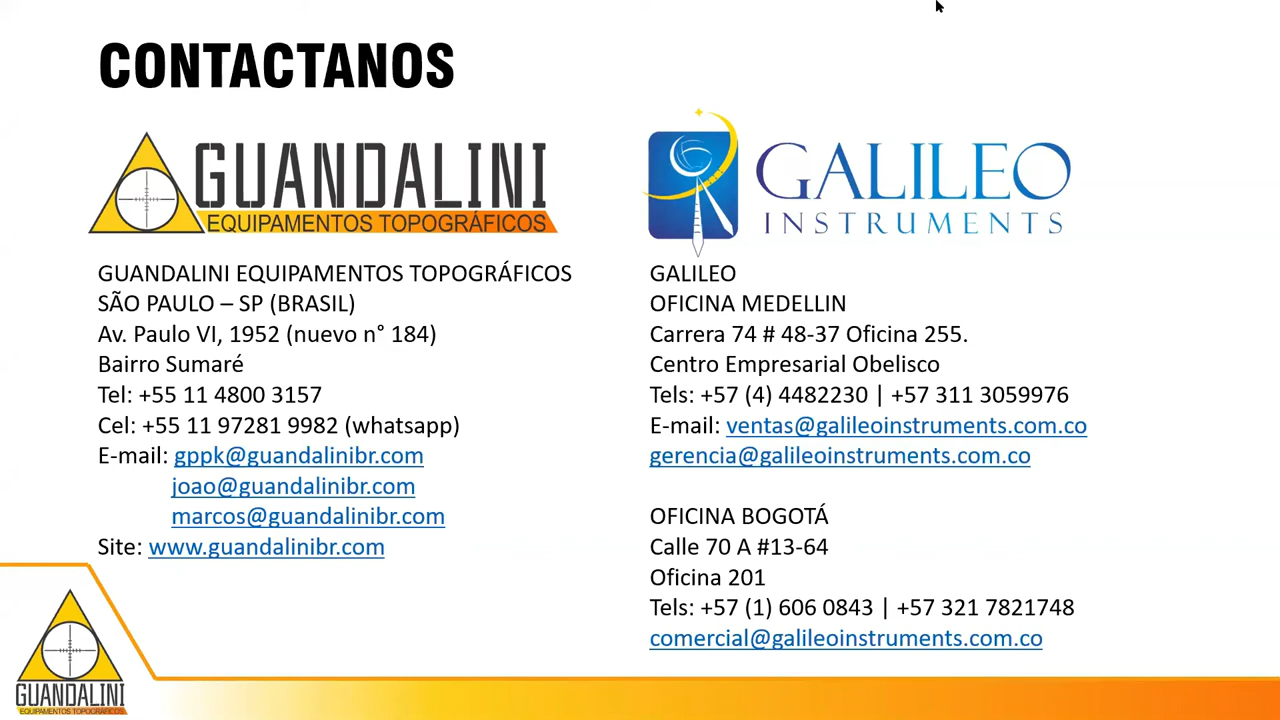 CONTACTANOS
GUANDALINI
EQUIPAMENTOS TOPOGRÁFICOS
GUANDALINI EQUIPAMENTOS TOPOGRÁFICOS
SÃO PAULO – SP (BRASIL)
Av. Paulo VI, 1952 (nuevo n° 184)
Bairro Sumaré
Tel: +55 11 4800 3157
Cel: +55 11 97281 9982 (whatsapp)
E-mail: gppk@guandalinibr.com
joao@guandalinibr.com
marcos@guandalinibr.com
Site: www.guandalinibr.com
GALILEO
INSTRUMENTS
GALILEO
OFICINA MEDELLIN
Carrera 74 # 48-37 Oficina 255.
Centro Empresarial Obelisco
Tels: +57 (4) 4482230 | +57 311 3059976
E-mail: ventas@galileoinstruments.com.co
gerencia@galileoinstruments.com.co
OFICINA BOGOTÁ
Calle 70 A #13-64
Oficina 201
Tels: +57 (1) 606 0843 | +57 321 7821748
comercial@galileoinstruments.com.co
GUANDALINI
EQUIPAMENTOS TOPOGRÁFICOS